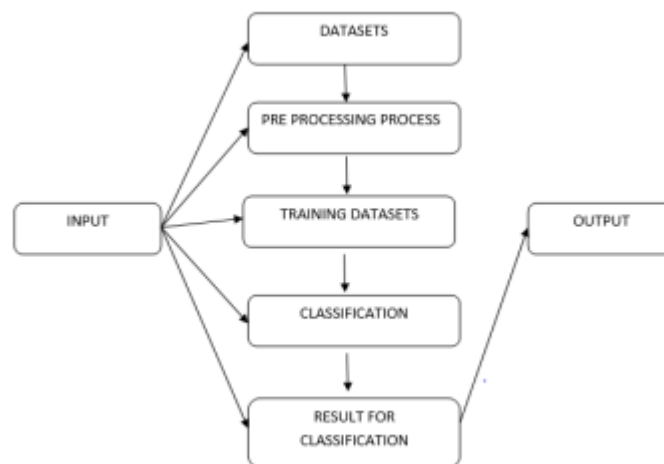 DATASETS
PRE PROCESSING PROCESS
INPUT
TRAINING DATASETS
OUTPUT
CLASSIFICATION
RESULT FOR
CLASSIFICATION